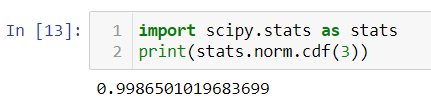 In [13]:
1 import scipy.stats as stats
2 print(stats.norm.cdf(3))
0.9986501019683699